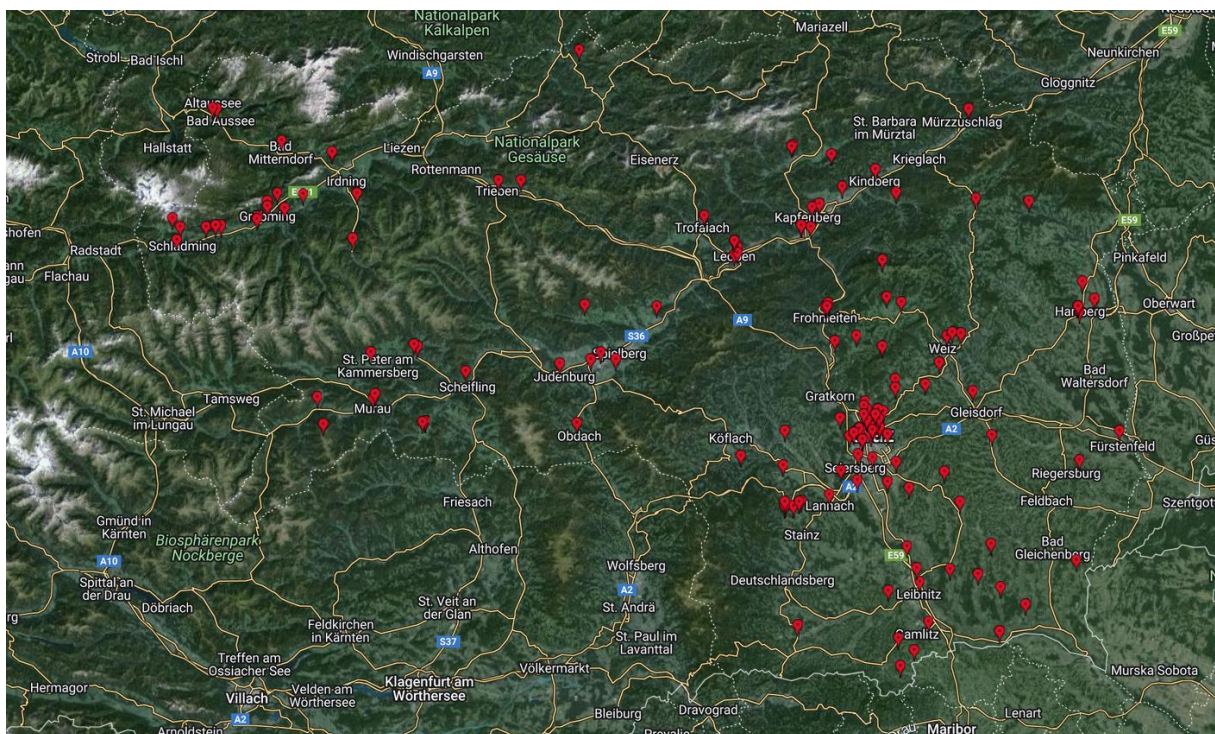 Nationalpark
Kalkalpen
Mariazell
Neustadt
E59
Strobl
Bad Ischl
Windischgarsten
Neunkirchen
A9
Gloggnitz
Altaussee
Bad Aussee
St. Barbara
im Mürztal
Mürzzuschlag
Hallstatt
Bad
Mitterndorf
Liezen
Nationalpark
Gesäuse
Eisenerz
Krieglach
Rottenmann
Irdning
Trieben
Kindberg
Gröbming
Kapfenberg
E59
Trofaiach
Schladming
Radstadt
Leoben
Pinkafeld
Flachau
Hartberg
Oberwart
Frohnleiten
A9
S36
A10
St. Peter am
Kammersberg
Spielberg
Weiz
Judenburg
Scheifling
Bad
Waltersdorf
Tamsweg
Murau
Gratkorn
St. Michael
im Lungau
Gleisdorf
A2
Obdach
Köflach
Fürstenfeld
Seiersberg
Riegersburg
Friesach
Lannach
Feldbach
Gmünd in
Kärnten
Stainz
Biosphärenpark
Nockberge
Althofen
Bad
Gleichenberg
E59
A10
Wolfsberg
Spittal an
der Drau
Deutschlandsberg
A2
Leibnitz
Döbriach
St. Veit an
der Glan
St. Andrä
Feldkirchen
in Kärnten
S37
St. Paul im
Lavanttal
Gamlitz
Treffen am
Ossiacher See
Völkermarkt
Murska Sobota
Hermagor
Villach
Velden am
Wörthersee
Klagenfurt am
Wörthersee
A2
Bleiburg
Dravograd
Lenart
Arnoldstein
Maribor